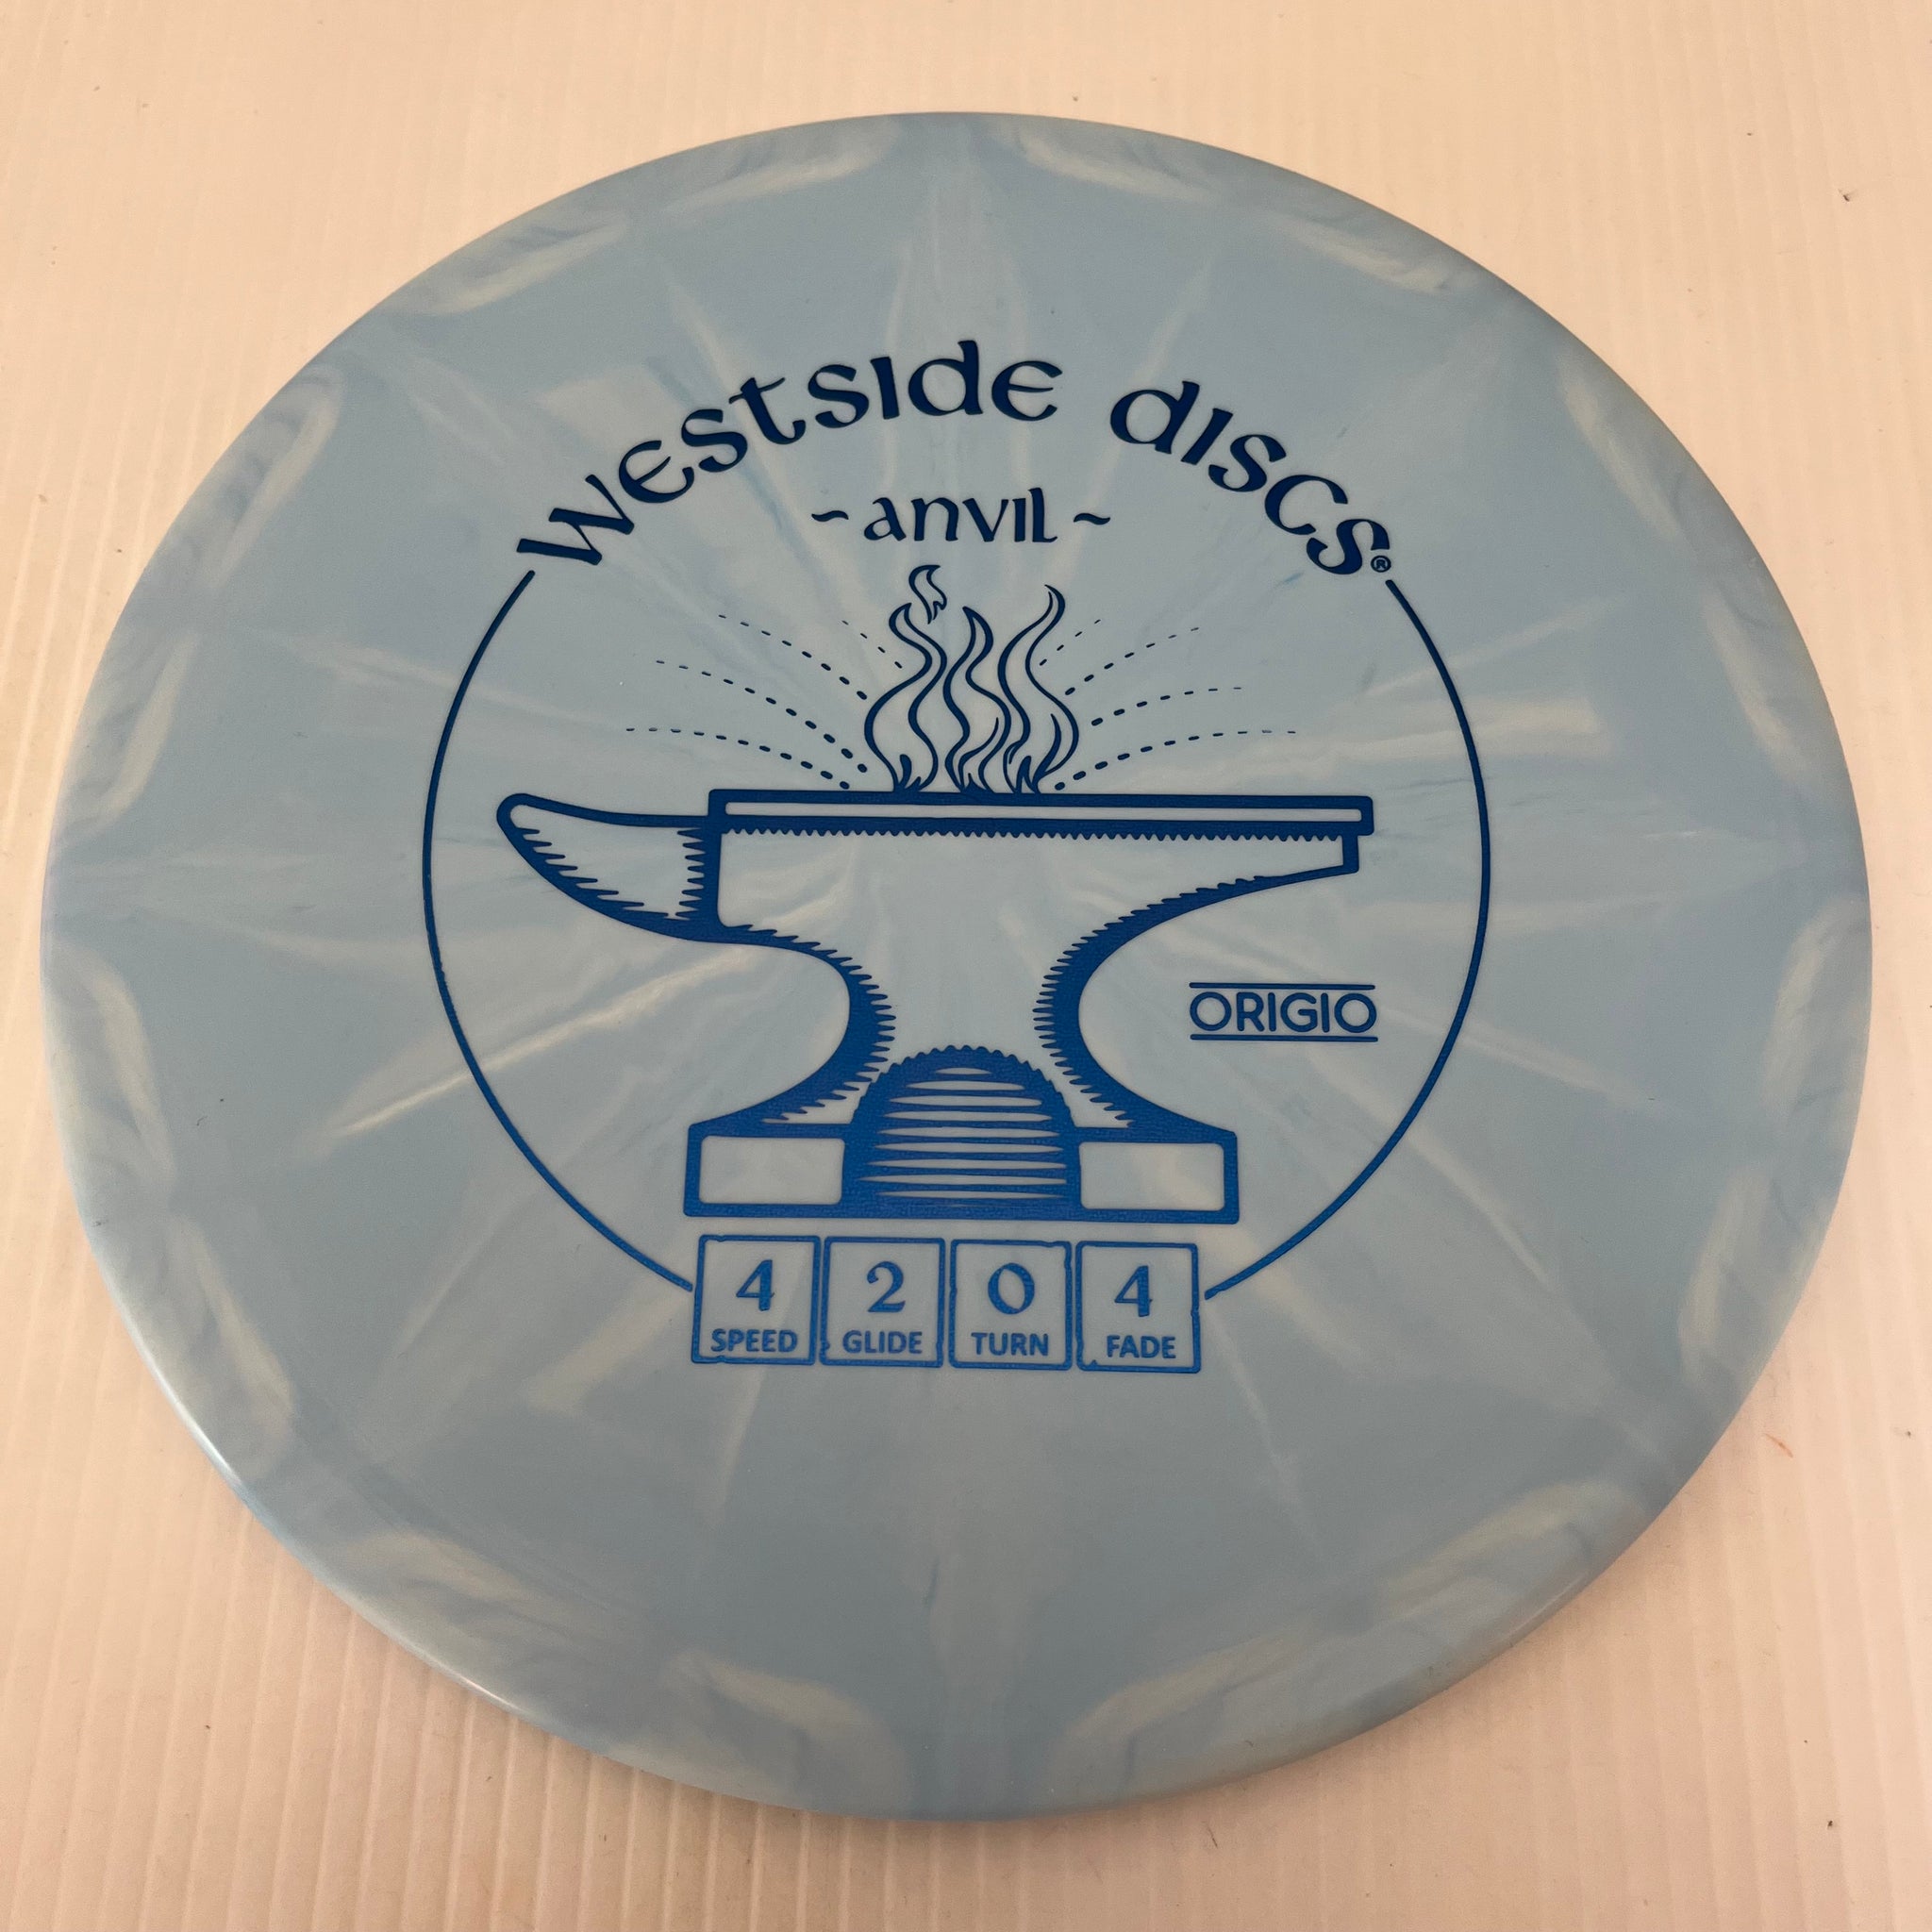 Westside Discs®
~ anvil ~
ORIGIO
4 2 0 4
SPEED GLIDE TURN FADE